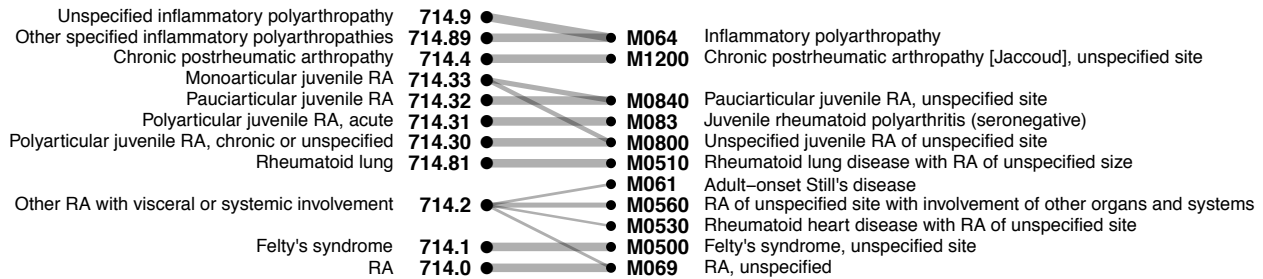 Unspecified inflammatory polyarthropathy 714.9
Other specified inflammatory polyarthropathies 714.89 M064 Inflammatory polyarthropathy
Chronic postrheumatic arthropathy 714.4 M1200 Chronic postrheumatic arthropathy [Jaccoud], unspecified site
Monoarticular juvenile RA 714.33
Pauciarticular juvenile RA 714.32 M0840 Pauciarticular juvenile RA, unspecified site
Polyarticular juvenile RA, acute 714.31 M083 Juvenile rheumatoid polyarthritis (seronegative)
Polyarticular juvenile RA, chronic or unspecified 714.30 M0800 Unspecified juvenile RA of unspecified site
Rheumatoid lung 714.81 M0510 Rheumatoid lung disease with RA of unspecified size
M061 Adult−onset Still's disease
Other RA with visceral or systemic involvement 714.2 M0560 RA of unspecified site with involvement of other organs and systems
M0530 Rheumatoid heart disease with RA of unspecified site
Felty's syndrome 714.1 M0500 Felty's syndrome, unspecified site
RA 714.0 M069 RA, unspecified